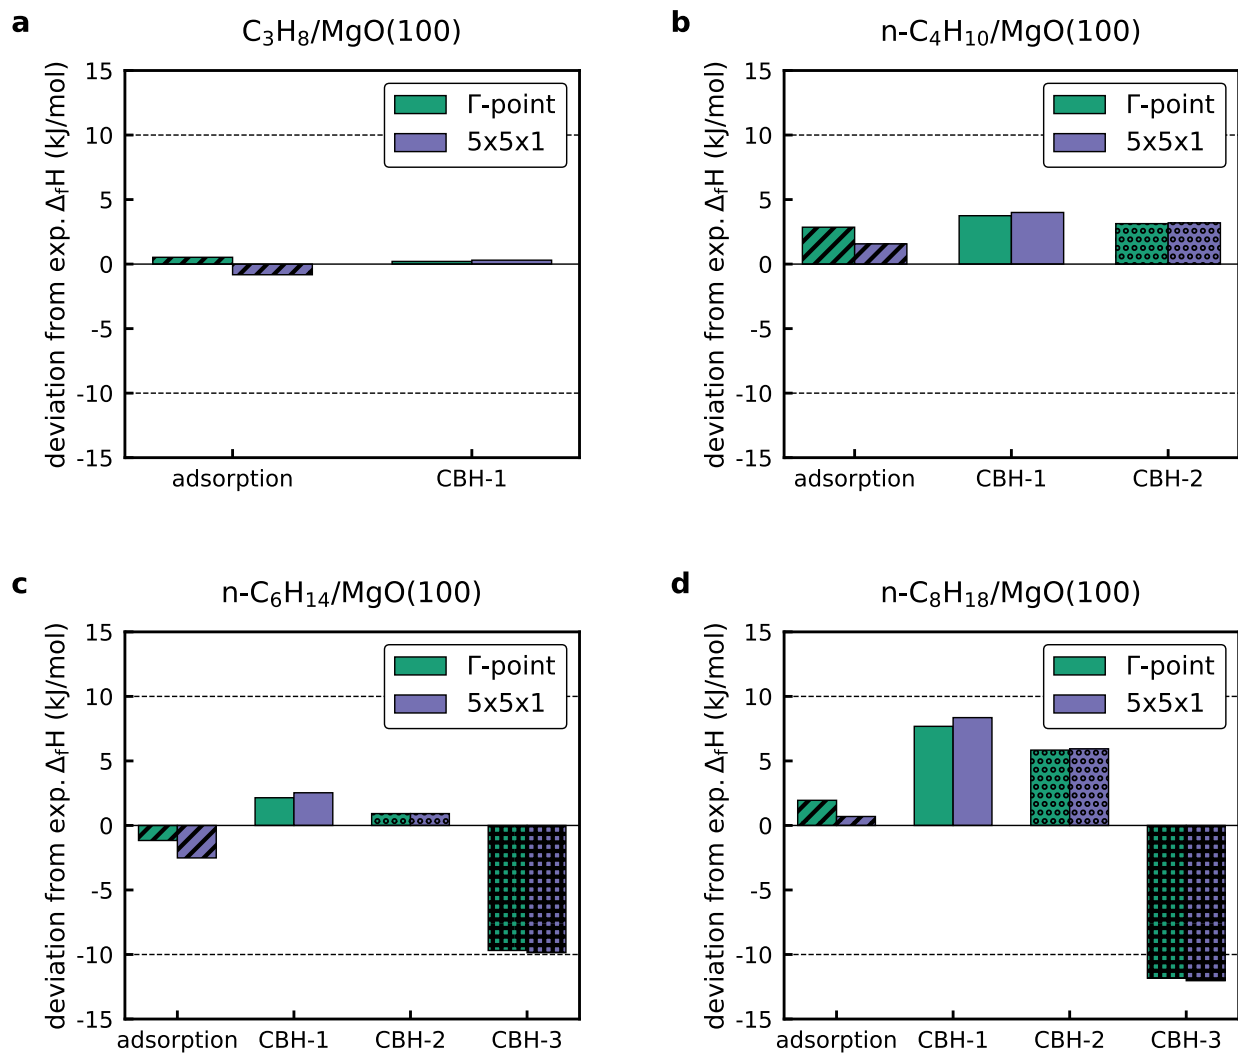 a
C₃H₈/MgO(100)
deviation from exp. ΔfH (kJ/mol)
15
10
5
0
-5
-10
-15
Γ-point
5x5x1
adsorption CBH-1
b
n-C₄H₁₀/MgO(100)
deviation from exp. ΔfH (kJ/mol)
15
10
5
0
-5
-10
-15
Γ-point
5x5x1
adsorption CBH-1 CBH-2
c
n-C₆H₁₄/MgO(100)
deviation from exp. ΔfH (kJ/mol)
15
10
5
0
-5
-10
-15
Γ-point
5x5x1
adsorption CBH-1 CBH-2 CBH-3
d
n-C₈H₁₈/MgO(100)
deviation from exp. ΔfH (kJ/mol)
15
10
5
0
-5
-10
-15
Γ-point
5x5x1
adsorption CBH-1 CBH-2 CBH-3